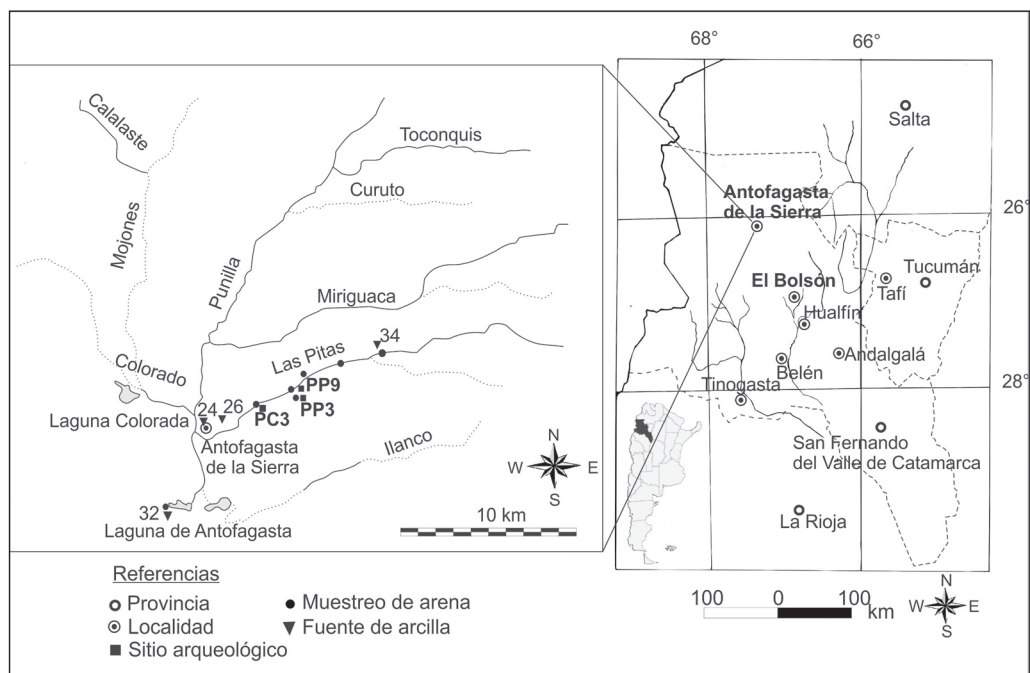 Calalaste
Mojones
Toconquis
Curuto
Punilla
Miriguaca
34
Las Pitas
PP9
PP3
PC3
Colorado
Laguna Colorada
24
26
Antofagasta
de la Sierra
Ilanco
32
Laguna de Antofagasta
N
W
E
S
10 km
68°
66°
Salta
26°
Antofagasta
de la Sierra
Tucumán
Tafí
El Bolsón
Hualfín
Andalgalá
Belén
28°
Tinogasta
San Fernando
del Valle de Catamarca
La Rioja
100
0
100
km
N
W
E
S
Referencias
Provincia
Localidad
Sitio arqueológico
Muestreo de arena
Fuente de arcilla